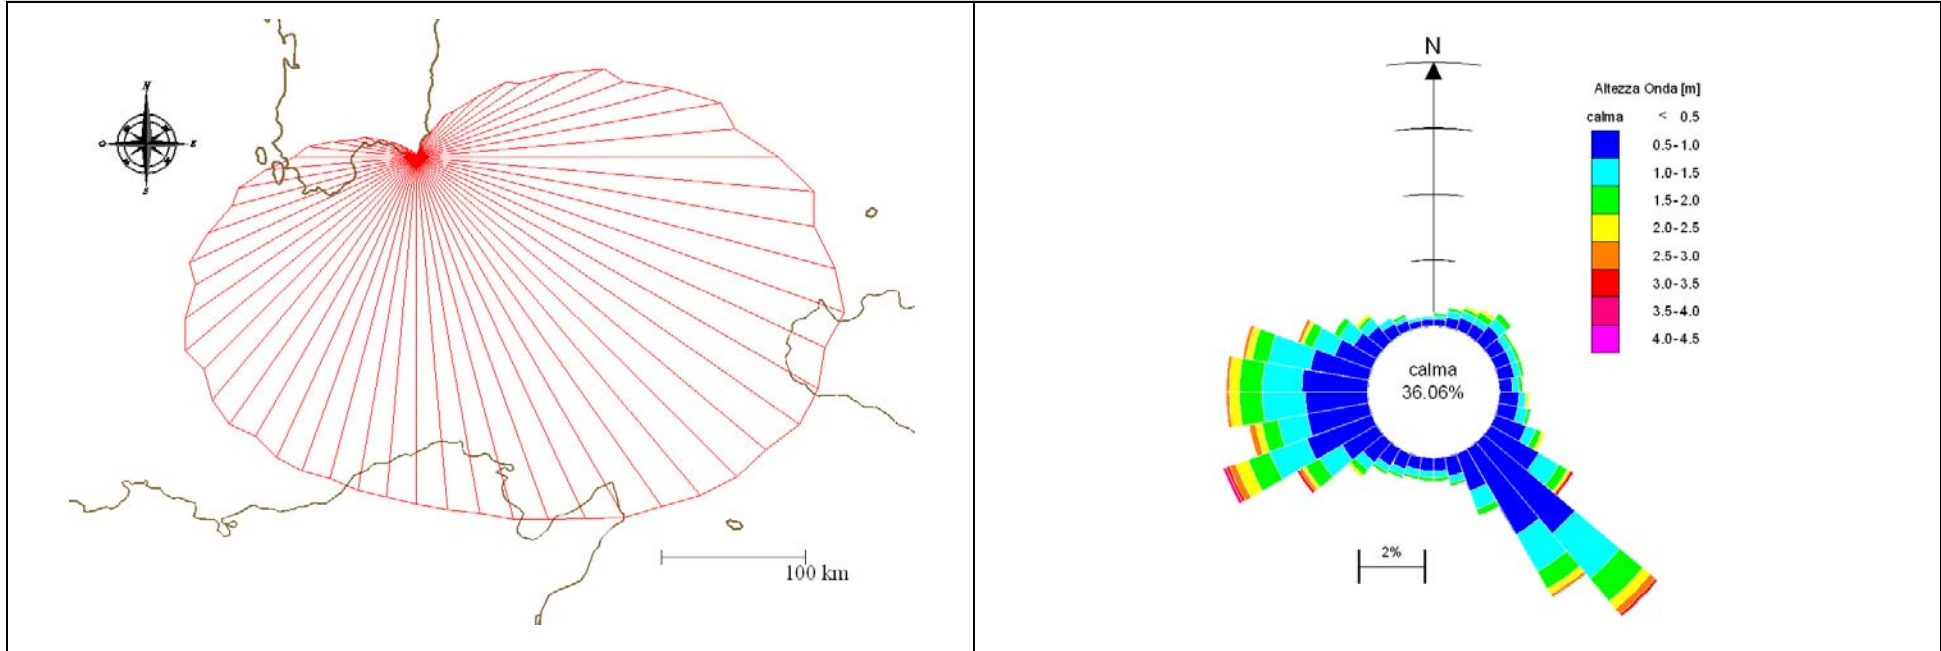 N
O
E
S
100 km
N
Altezza Onda [m]
calma < 0.5
0.5-1.0
1.0-1.5
1.5-2.0
2.0-2.5
2.5-3.0
3.0-3.5
3.5-4.0
4.0-4.5
calma
36.06%
2%